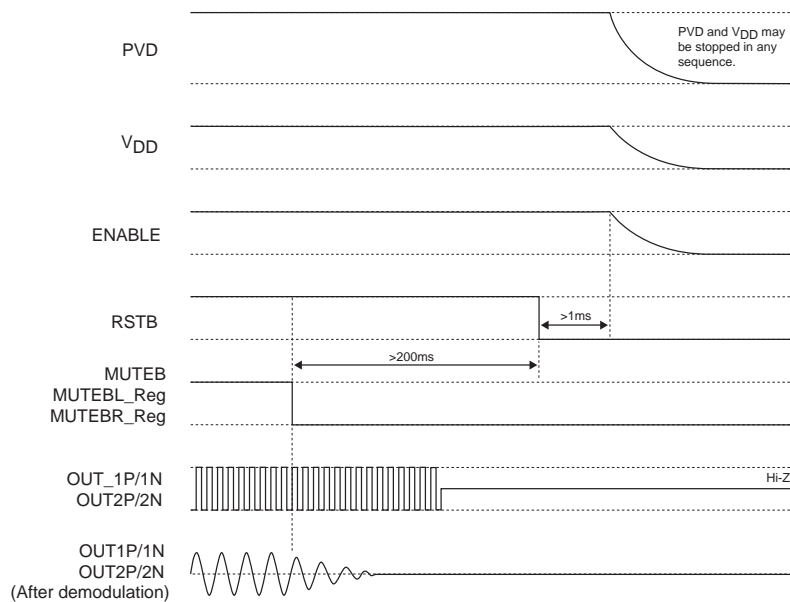 PVD
PVD and VDD may
be stopped in any
sequence.
VDD
ENABLE
RSTB
>1ms
>200ms
MUTEB
MUTEBL_Reg
MUTEBR_Reg
OUT_1P/1N
OUT2P/2N
Hi-Z
OUT1P/1N
OUT2P/2N
(After demodulation)